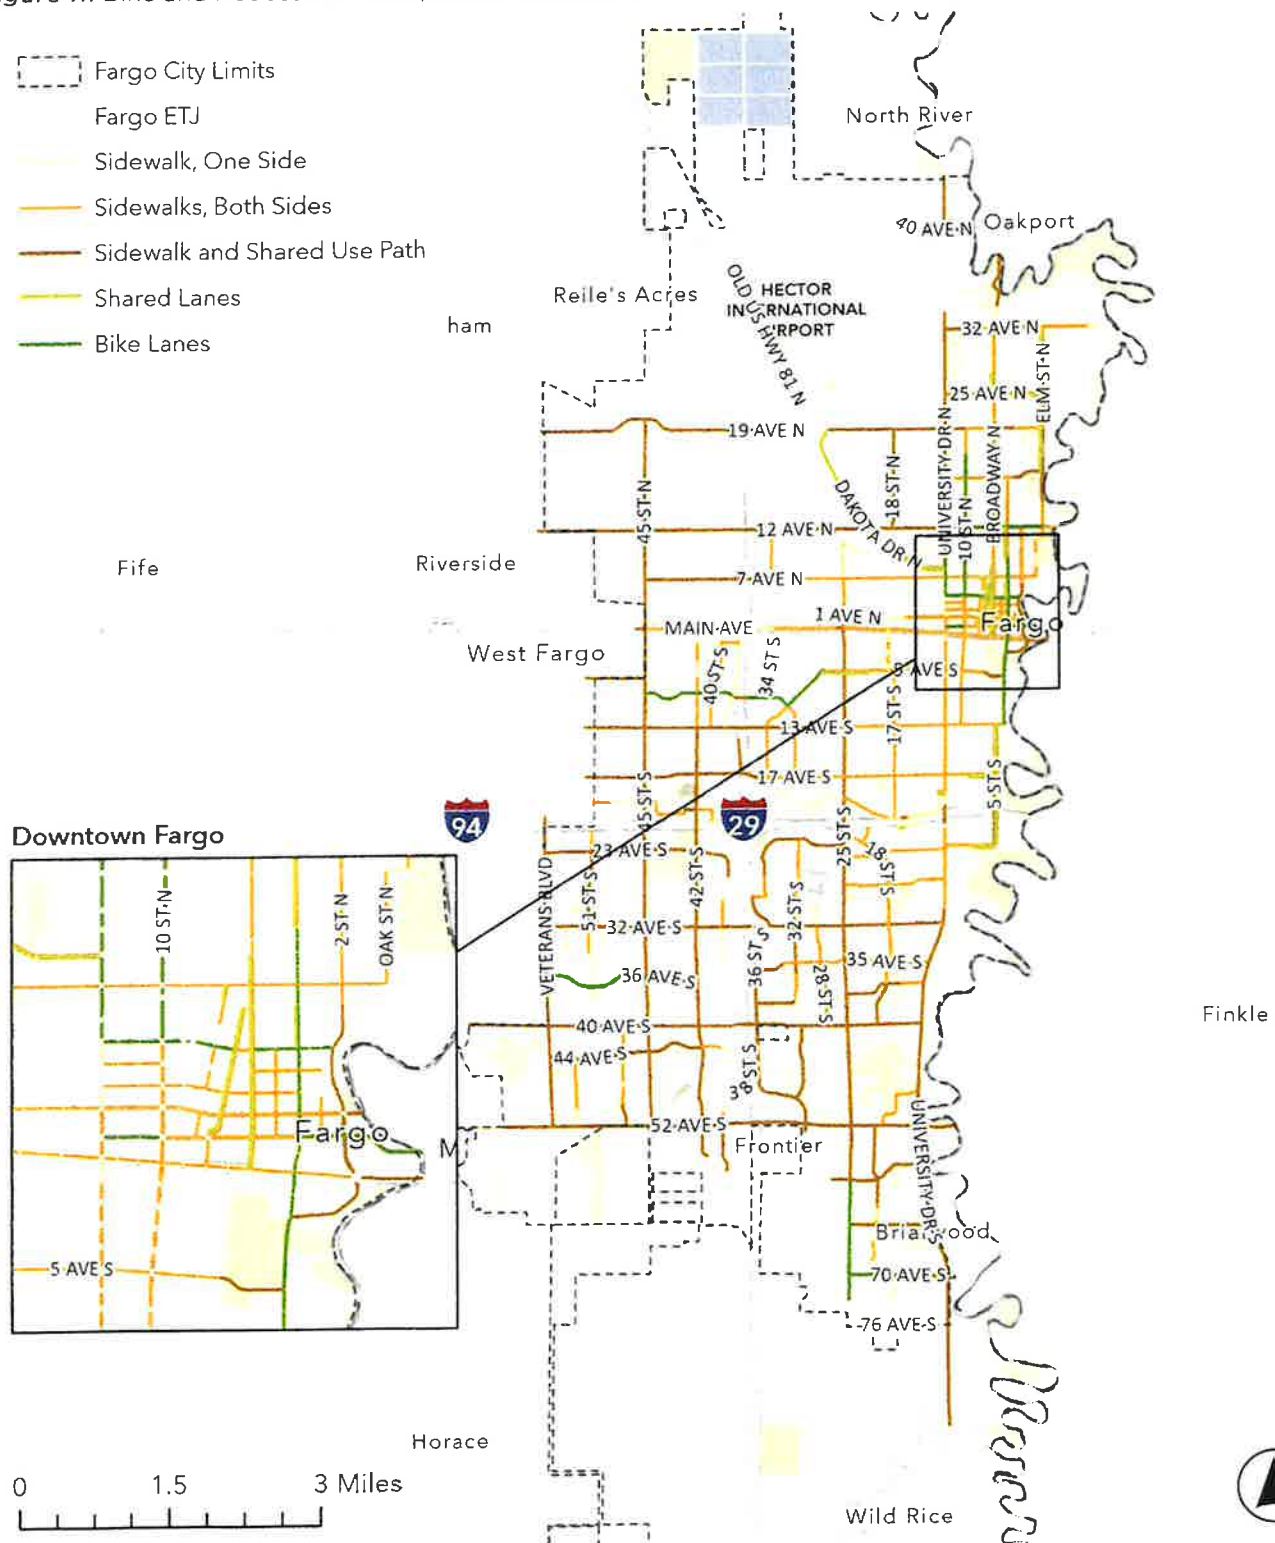 Fargo City Limits
Fargo ETJ
Sidewalk, One Side
Sidewalks, Both Sides
Sidewalk and Shared Use Path
Shared Lanes
Bike Lanes
North River
40 AVE N
Oakport
Reile's Acres
OLD US HWY 81 N
HECTOR
ham
32 AVE N
ELM ST N
25 AVE N
19 AVE N
45 ST N
DAKOTA DR N
18 ST N
UNIVERSITY DR N
10 ST N
BROADWAY N
12 AVE N
Fife
Riverside
7 AVE N
1 AVE N
MAIN AVE
Fargo
West Fargo
40 ST S
34 ST S
5 AVE S
17 ST S
13 AVE S
17 AVE S
45 ST S
5 ST S
94
29
Downtown Fargo
23 AVE S
25 ST S
18 ST S
VETERANS BLVD
51 ST S
42 ST S
32 ST S
32 AVE S
36 ST S
28 ST S
35 AVE S
36 AVE S
10 ST N
2 ST N
OAK ST N
Finkle
40 AVE S
44 AVE S
38 ST S
52 AVE S
Fargo
M
Frontier
UNIVERSITY DR S
Briarwood
5 AVE S
70 AVE S
76 AVE S
Horace
0 1.5 3 Miles
Wild Rice